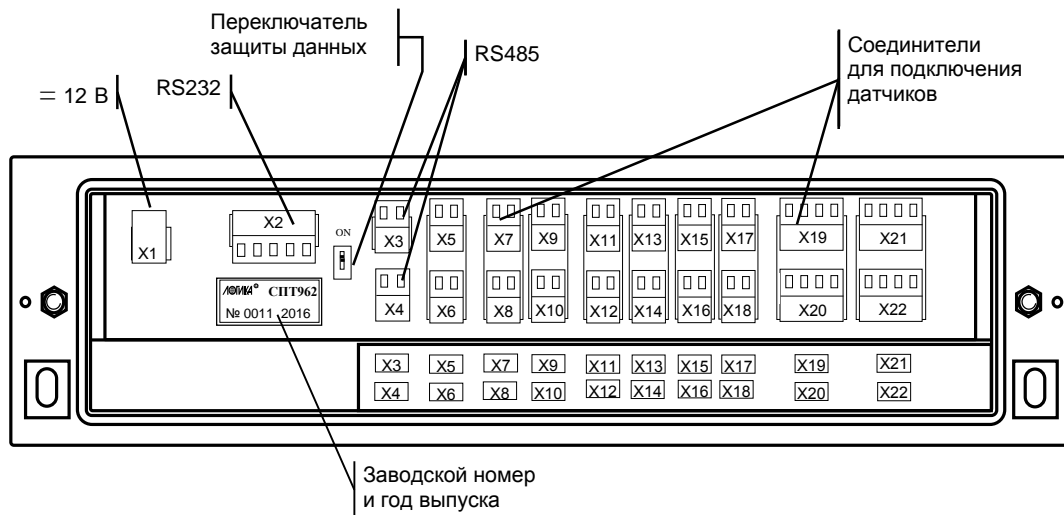 Переключатель
защиты данных
RS485
Соединители
для подключения
датчиков
= 12 В
RS232
X1
X2
ON
X3
X5
X7
X9
X11
X13
X15
X17
X19
X21
X4
X6
X8
X10
X12
X14
X16
X18
X20
X22
ЛОГИКА® СПТ962
№ 0011 2016
X3 X5 X7 X9 X11 X13 X15 X17 X19 X21
X4 X6 X8 X10 X12 X14 X16 X18 X20 X22
Заводской номер
и год выпуска